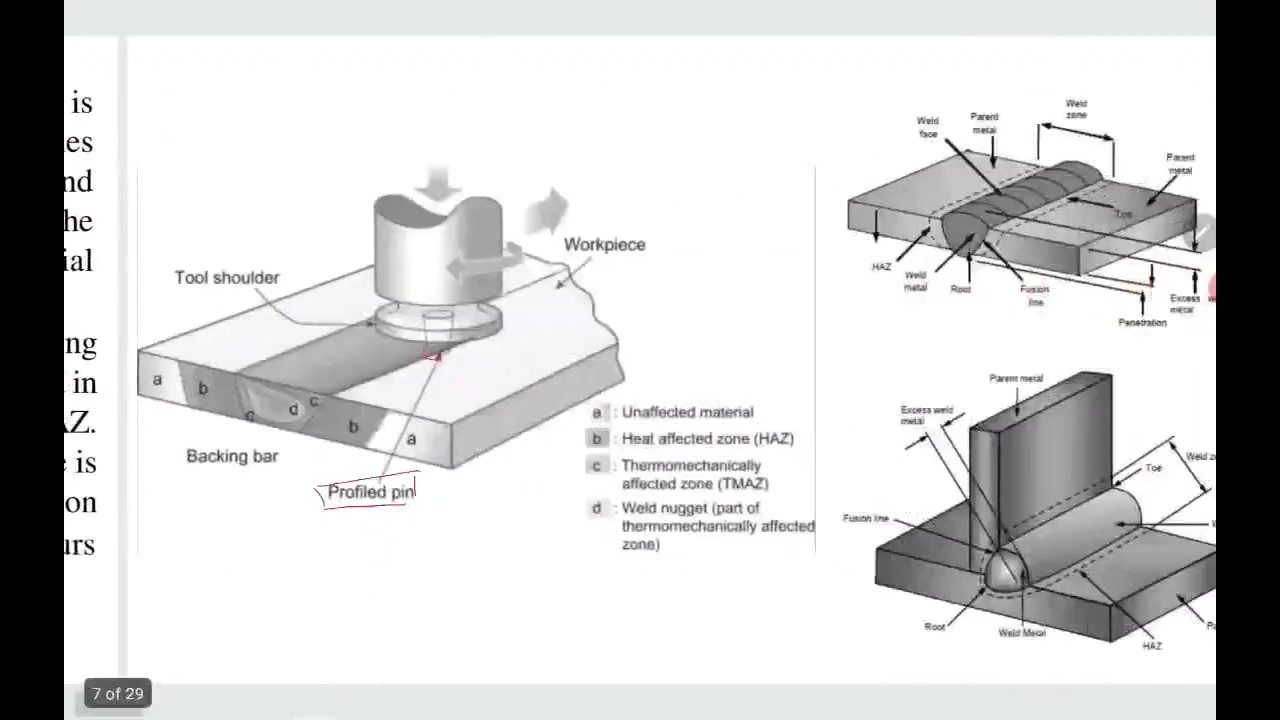 is
es
nd
he
ial
ng
in
AZ.
is
on
urs
Tool shoulder
Workpiece
a
b
c
d
c
b
a
Backing bar
Profiled pin
a : Unaffected material
b : Heat affected zone (HAZ)
c : Thermomechanically
affected zone (TMAZ)
d : Weld nugget (part of
thermomechanically affected
zone)
Weld
zone
Weld
face
Parent
metal
Parent
metal
Toe
HAZ
Weld
metal
Root
Fusion
line
Excess w
metal
Penetration
Parent metal
Excess weld
metal
Toe
Weld z
Fusion line
Root
Weld Metal
HAZ
7 of 29